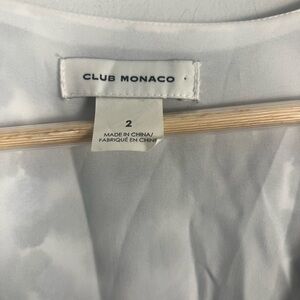 CLUB MONACO
2
MADE IN CHINA/
FABRIQUÉ EN CHINE